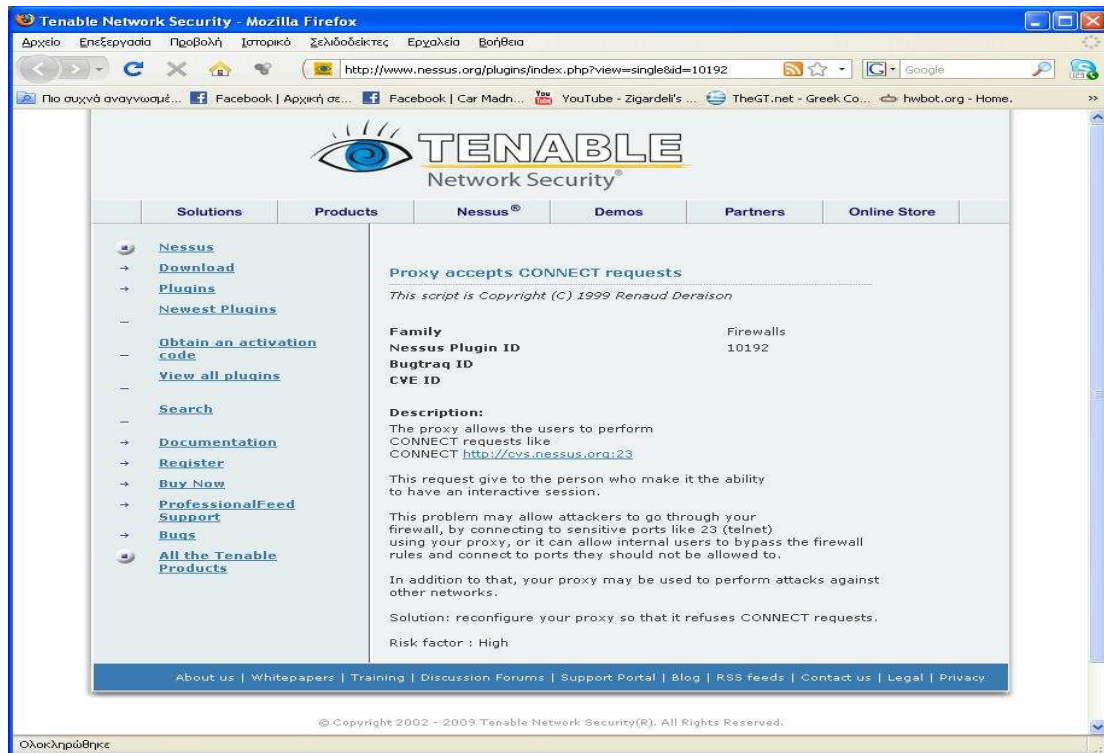 Tenable Network Security - Mozilla Firefox
Αρχείο Επεξεργασία Προβολή Ιστορικό Σελιδοδείκτες Εργαλεία Βοήθεια
http://www.nessus.org/plugins/index.php?view=single&id=10192 Google
Πιο συχνά αναγνωσμέ... Facebook | Αρχική σε... Facebook | Car Madn... YouTube - Zigardeli's ... TheGT.net - Greek Co... hwbot.org - Home.
TENABLE
Network Security®
Solutions Products Nessus® Demos Partners Online Store
Nessus
Download
Plugins
Newest Plugins
Obtain an activation
code
View all plugins
Search
Documentation
Register
Buy Now
ProfessionalFeed
Support
Bugs
All the Tenable
Products
Proxy accepts CONNECT requests
This script is Copyright (C) 1999 Renaud Deraison
Family Firewalls
Nessus Plugin ID 10192
Bugtraq ID
CVE ID
Description:
The proxy allows the users to perform
CONNECT requests like
CONNECT http://cvs.nessus.org:23
This request give to the person who make it the ability
to have an interactive session.
This problem may allow attackers to go through your
firewall, by connecting to sensitive ports like 23 (telnet)
using your proxy, or it can allow internal users to bypass the firewall
rules and connect to ports they should not be allowed to.
In addition to that, your proxy may be used to perform attacks against
other networks.
Solution: reconfigure your proxy so that it refuses CONNECT requests.
Risk factor : High
About us | Whitepapers | Training | Discussion Forums | Support Portal | Blog | RSS feeds | Contact us | Legal | Privacy
© Copyright 2002 - 2009 Tenable Network Security(R). All Rights Reserved.
Ολοκληρώθηκε